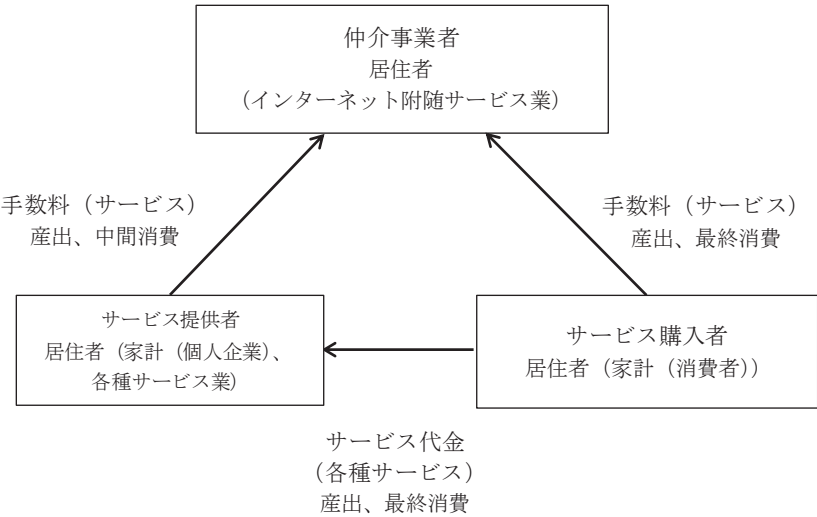 仲介事業者
居住者
（インターネット附随サービス業）
手数料（サービス）
産出、中間消費
手数料（サービス）
産出、最終消費
サービス提供者
居住者（家計（個人企業）、
各種サービス業）
サービス購入者
居住者（家計（消費者））
サービス代金
（各種サービス）
産出、最終消費